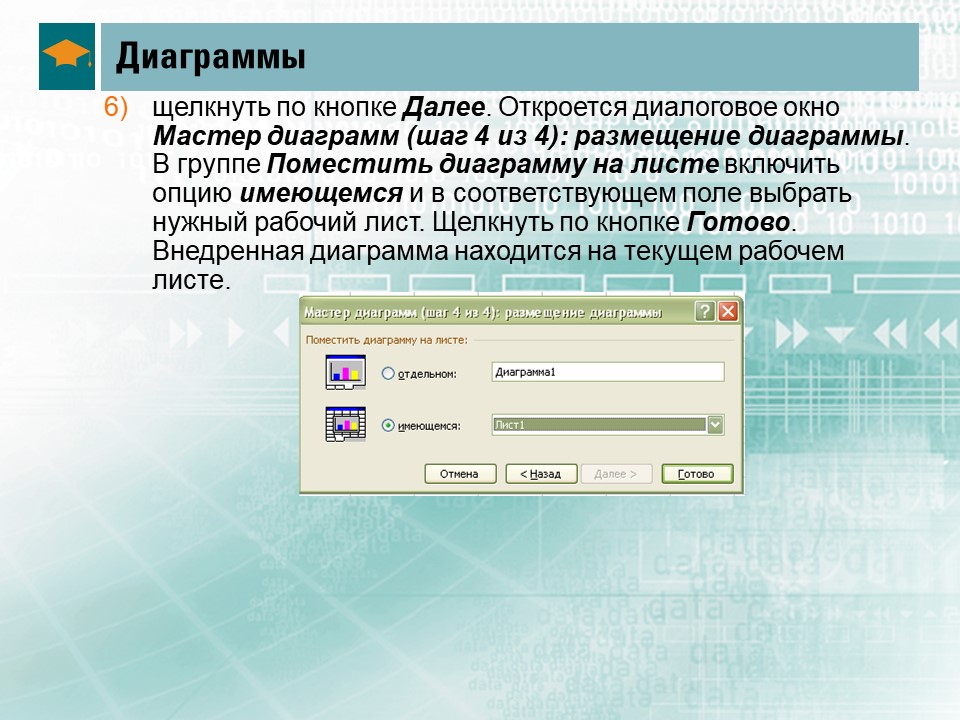 Диаграммы
6) щелкнуть по кнопке Далее. Откроется диалоговое окно
Мастер диаграмм (шаг 4 из 4): размещение диаграммы.
В группе Поместить диаграмму на листе включить
опцию имеющемся и в соответствующем поле выбрать
нужный рабочий лист. Щелкнуть по кнопке Готово.
Внедренная диаграмма находится на текущем рабочем
листе.
Мастер диаграмм (шаг 4 из 4): размещение диаграммы
Поместить диаграмму на листе:
отдельном: Диаграмма1
имеющемся: Лист1
Отмена < Назад Далее > Готово